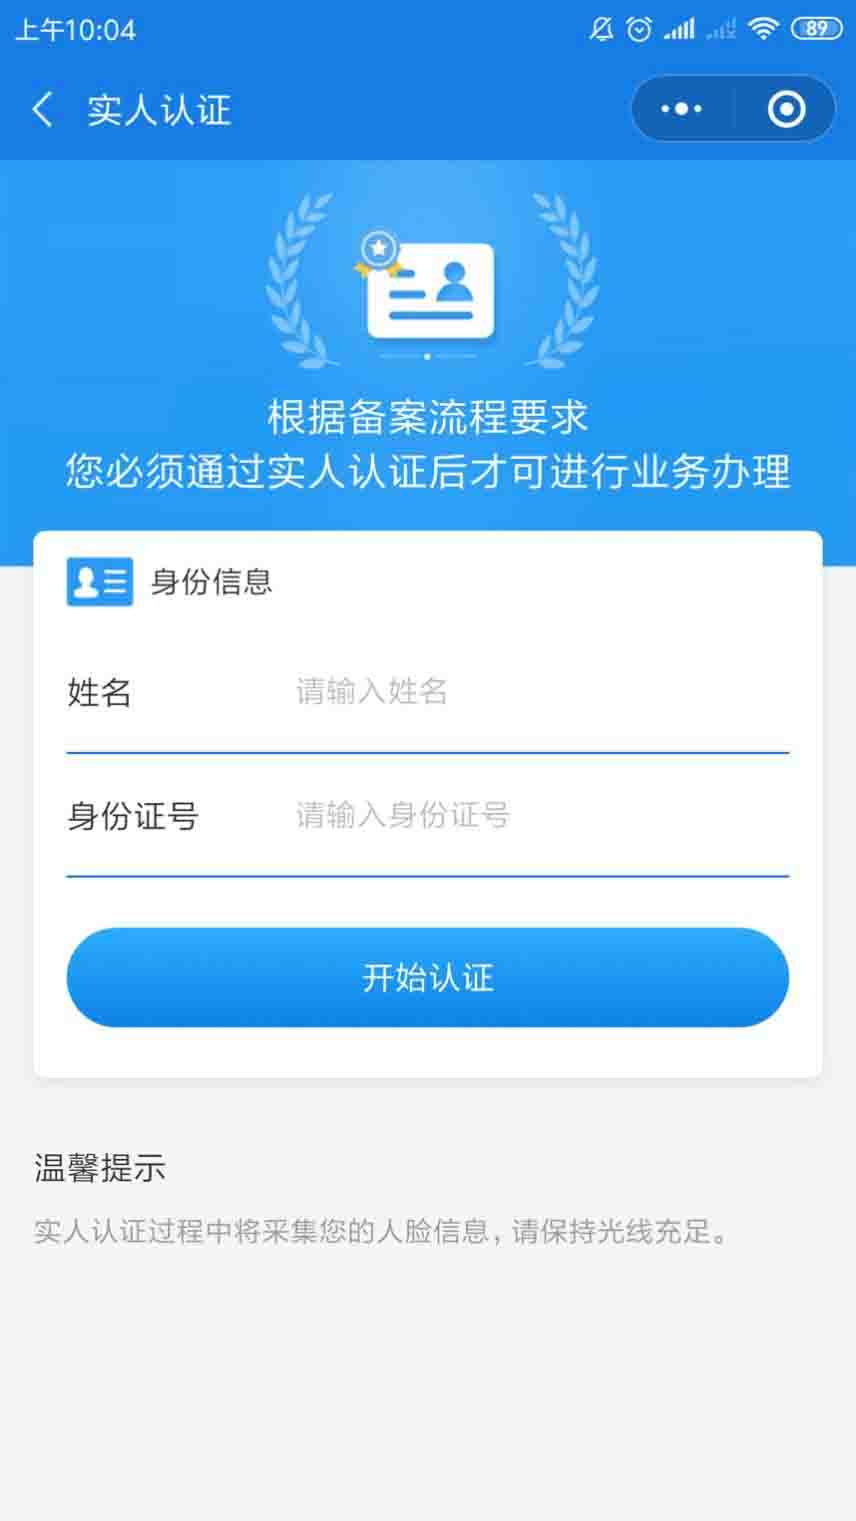 上午10:04
89
实人认证
根据备案流程要求
您必须通过实人认证后才可进行业务办理
身份信息
姓名 请输入姓名
身份证号 请输入身份证号
开始认证
温馨提示
实人认证过程中将采集您的人脸信息，请保持光线充足。